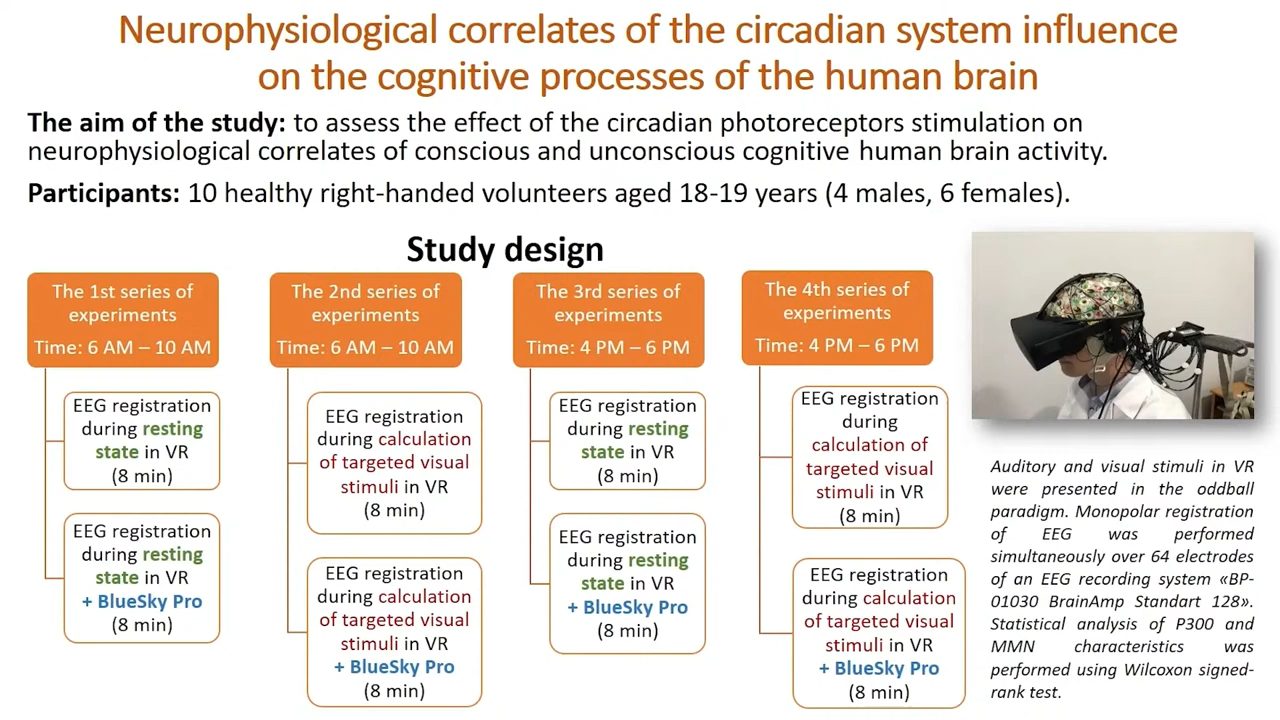 Neurophysiological correlates of the circadian system influence
on the cognitive processes of the human brain
The aim of the study: to assess the effect of the circadian photoreceptors stimulation on
neurophysiological correlates of conscious and unconscious cognitive human brain activity.
Participants: 10 healthy right-handed volunteers aged 18-19 years (4 males, 6 females).
Study design
The 1st series of
experiments
Time: 6 AM – 10 AM
EEG registration
during resting
state in VR
(8 min)
EEG registration
during resting
state in VR
+ BlueSky Pro
(8 min)
The 2nd series of
experiments
Time: 6 AM – 10 AM
EEG registration
during calculation
of targeted visual
stimuli in VR
(8 min)
EEG registration
during calculation
of targeted visual
stimuli in VR
+ BlueSky Pro
(8 min)
The 3rd series of
experiments
Time: 4 PM – 6 PM
EEG registration
during resting
state in VR
(8 min)
EEG registration
during resting
state in VR
+ BlueSky Pro
(8 min)
The 4th series of
experiments
Time: 4 PM – 6 PM
EEG registration
during
calculation of
targeted visual
stimuli in VR
(8 min)
EEG registration
during calculation
of targeted visual
stimuli in VR
+ BlueSky Pro
(8 min)
Auditory and visual stimuli in VR
were presented in the oddball
paradigm. Monopolar registration
of EEG was performed
simultaneously over 64 electrodes
of an EEG recording system «BP-
01030 BrainAmp Standart 128».
Statistical analysis of P300 and
MMN characteristics was
performed using Wilcoxon signed-
rank test.